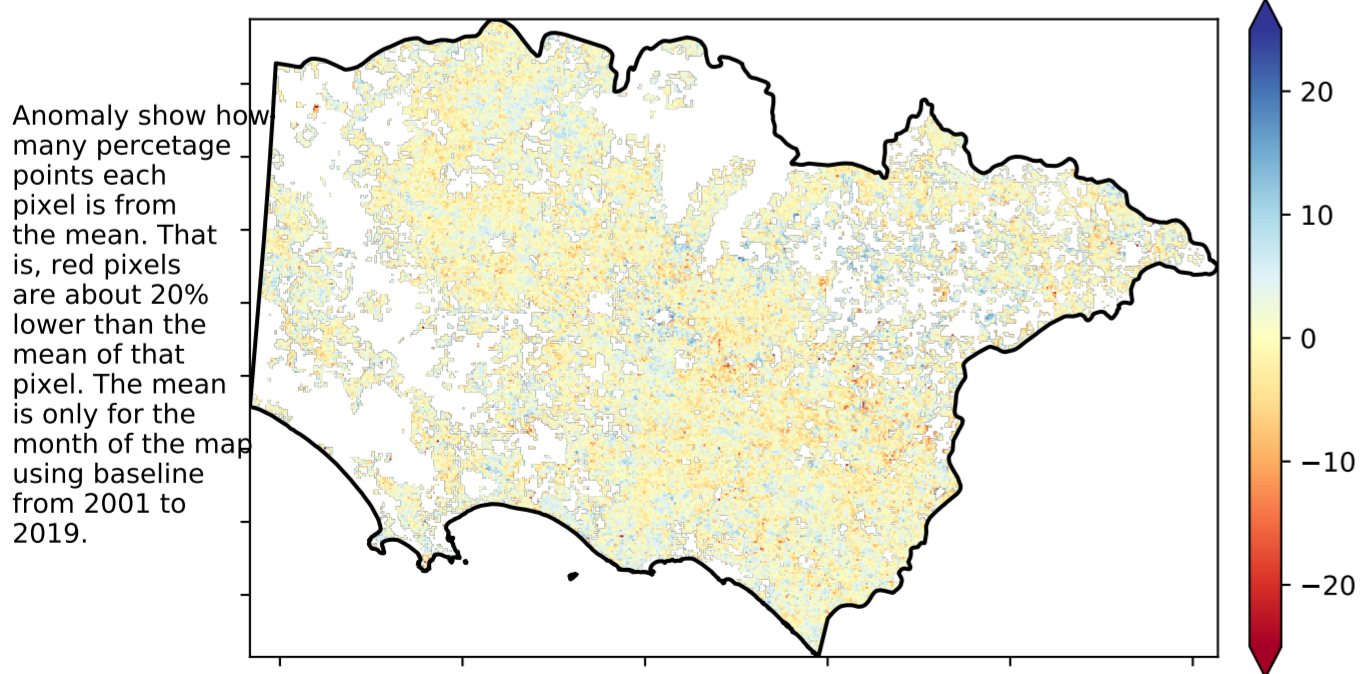 Anomaly show how
many percetage
points each
pixel is from
the mean. That
is, red pixels
are about 20%
lower than the
mean of that
pixel. The mean
is only for the
month of the map
using baseline
from 2001 to
2019.
20
10
0
−10
−20